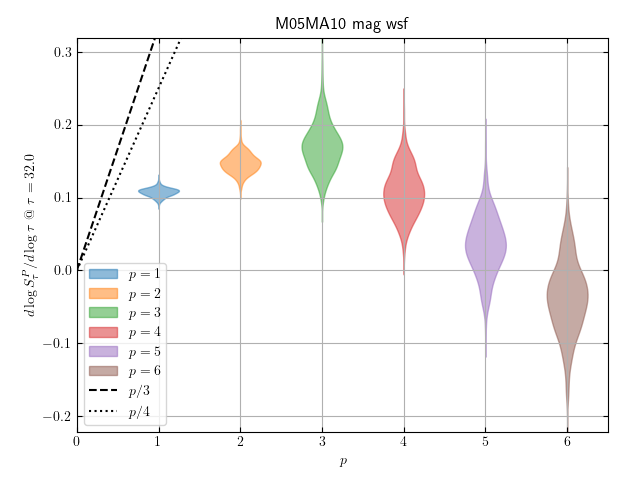 M05MA10 mag wsf
d log S_τ^P / d log τ @ τ = 32.0
0.3
0.2
0.1
0.0
−0.1
−0.2
p = 1
p = 2
p = 3
p = 4
p = 5
p = 6
p/3
p/4
0 1 2 3 4 5 6
p